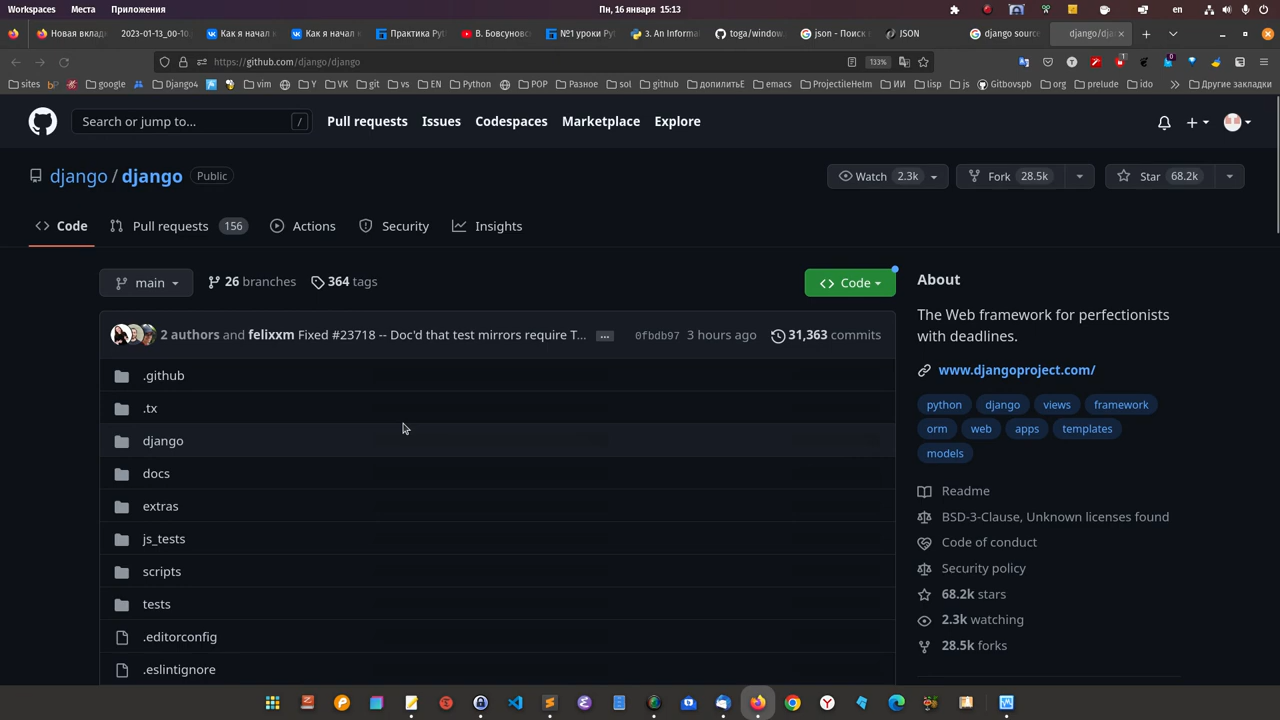 Workspaces Места Приложения Пн, 16 января 15:13 en
Новая вклад 2023-01-13_00-10. Как я начал Как я начал Практика Ру В. Бовсуновс №1 уроки Ру 3. An Informa toga/window. json - Поиск JSON django source django/djang
https://github.com/django/django 133%
sites google Django4 vim Y VK git vs EN Python POP Разное sol github допилитьЕ emacs ProjectileHelm ИИ lisp js Gitbovspb org prelude ido Другие закладки
Search or jump to... / Pull requests Issues Codespaces Marketplace Explore
django / django Public Watch 2.3k Fork 28.5k Star 68.2k
Code Pull requests 156 Actions Security Insights
main 26 branches 364 tags Code
2 authors and felixxm Fixed #23718 -- Doc'd that test mirrors require T... ... 0fbdb97 3 hours ago 31,363 commits
.github
.tx
django
docs
extras
js_tests
scripts
tests
.editorconfig
.eslintignore
About
The Web framework for perfectionists
with deadlines.
www.djangoproject.com/
python django views framework
orm web apps templates
models
Readme
BSD-3-Clause, Unknown licenses found
Code of conduct
Security policy
68.2k stars
2.3k watching
28.5k forks